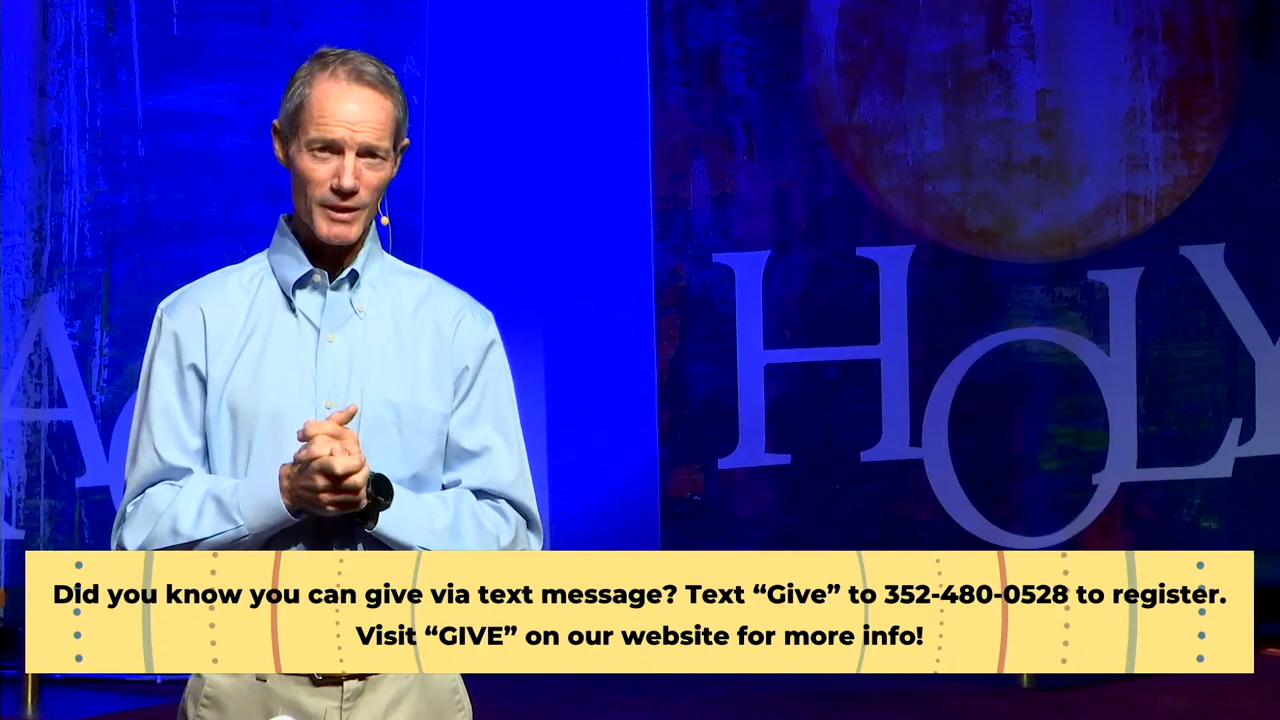 HOLY
Did you know you can give via text message? Text “Give” to 352-480-0528 to register.
Visit “GIVE” on our website for more info!